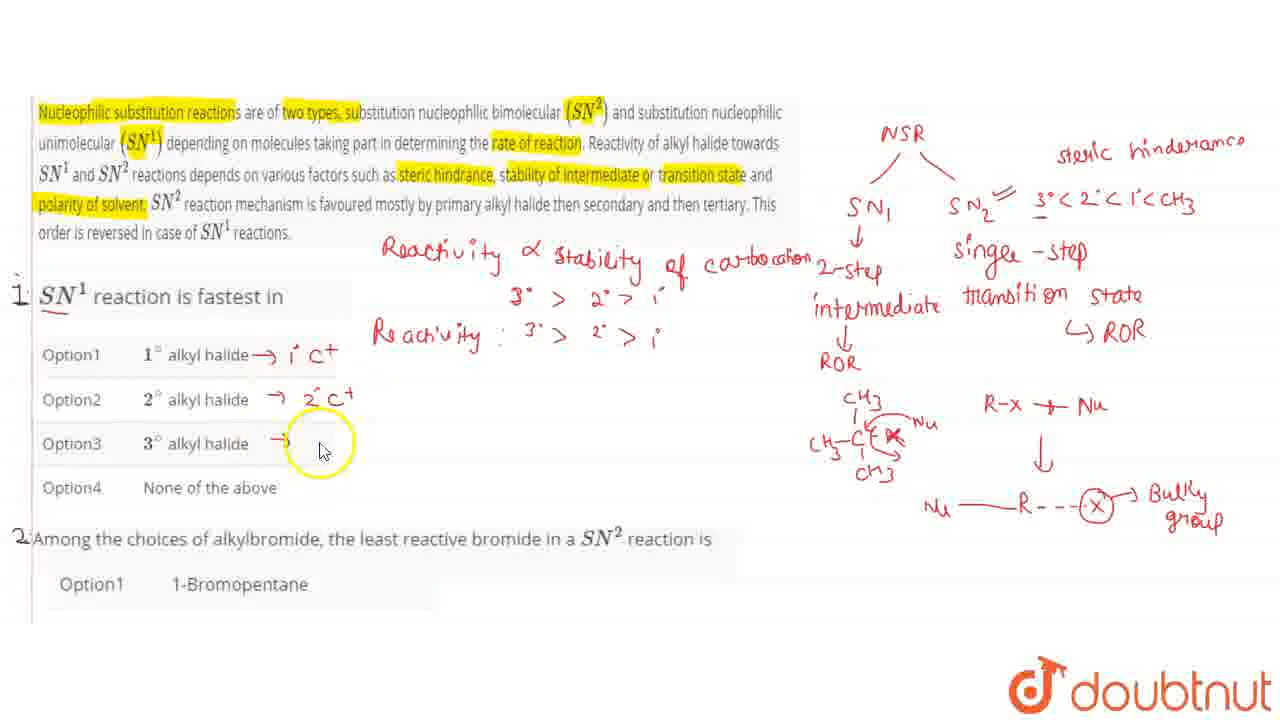 Nucleophilic substitution reactions are of two types, substitution nucleophilic bimolecular (SN²) and substitution nucleophilic
unimolecular (SN¹) depending on molecules taking part in determining the rate of reaction. Reactivity of alkyl halide towards
SN¹ and SN² reactions depends on various factors such as steric hindrance, stability of intermediate or transition state and
polarity of solvent. SN² reaction mechanism is favoured mostly by primary alkyl halide then secondary and then tertiary. This
order is reversed in case of SN¹ reactions.
Reactivity ∝ stability of carbocation
3° > 2° > 1°
Reactivity : 3° > 2° > 1°
1. SN¹ reaction is fastest in
Option1 1° alkyl halide → 1° C+
Option2 2° alkyl halide → 2° C+
Option3 3° alkyl halide →
Option4 None of the above
2 Among the choices of alkylbromide, the least reactive bromide in a SN² reaction is
Option1 1-Bromopentane
NSR
steric hinderance
SN1
SN2
3° < 2° < 1° < CH3
2-step
singee-step
intermediate
transition state
ROR
ROR
CH3
CH3-C-X
Nu
CH3
R-X + Nu
Nu — R - - - X → Bulky
group
doubtnut